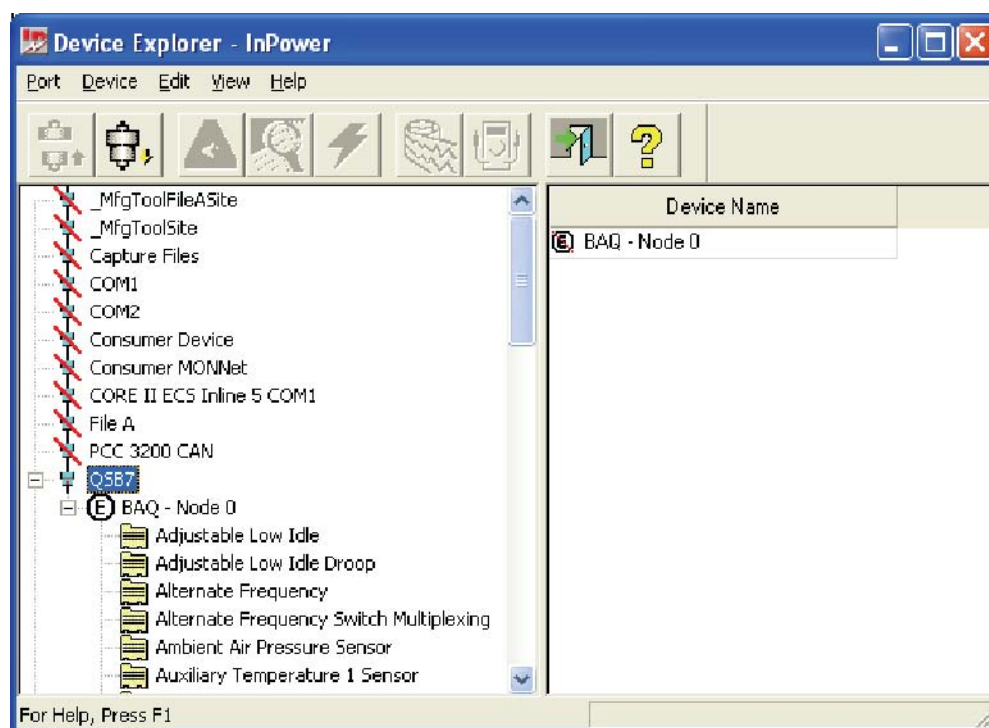 Device Explorer - InPower
Port Device Edit View Help
_MfgToolFileASite
_MfgToolSite
Capture Files
COM1
COM2
Consumer Device
Consumer MONNet
CORE II ECS Inline 5 COM1
File A
PCC 3200 CAN
QSB7
BAQ - Node 0
Adjustable Low Idle
Adjustable Low Idle Droop
Alternate Frequency
Alternate Frequency Switch Multiplexing
Ambient Air Pressure Sensor
Auxiliary Temperature 1 Sensor
Device Name
BAQ - Node 0
For Help, Press F1